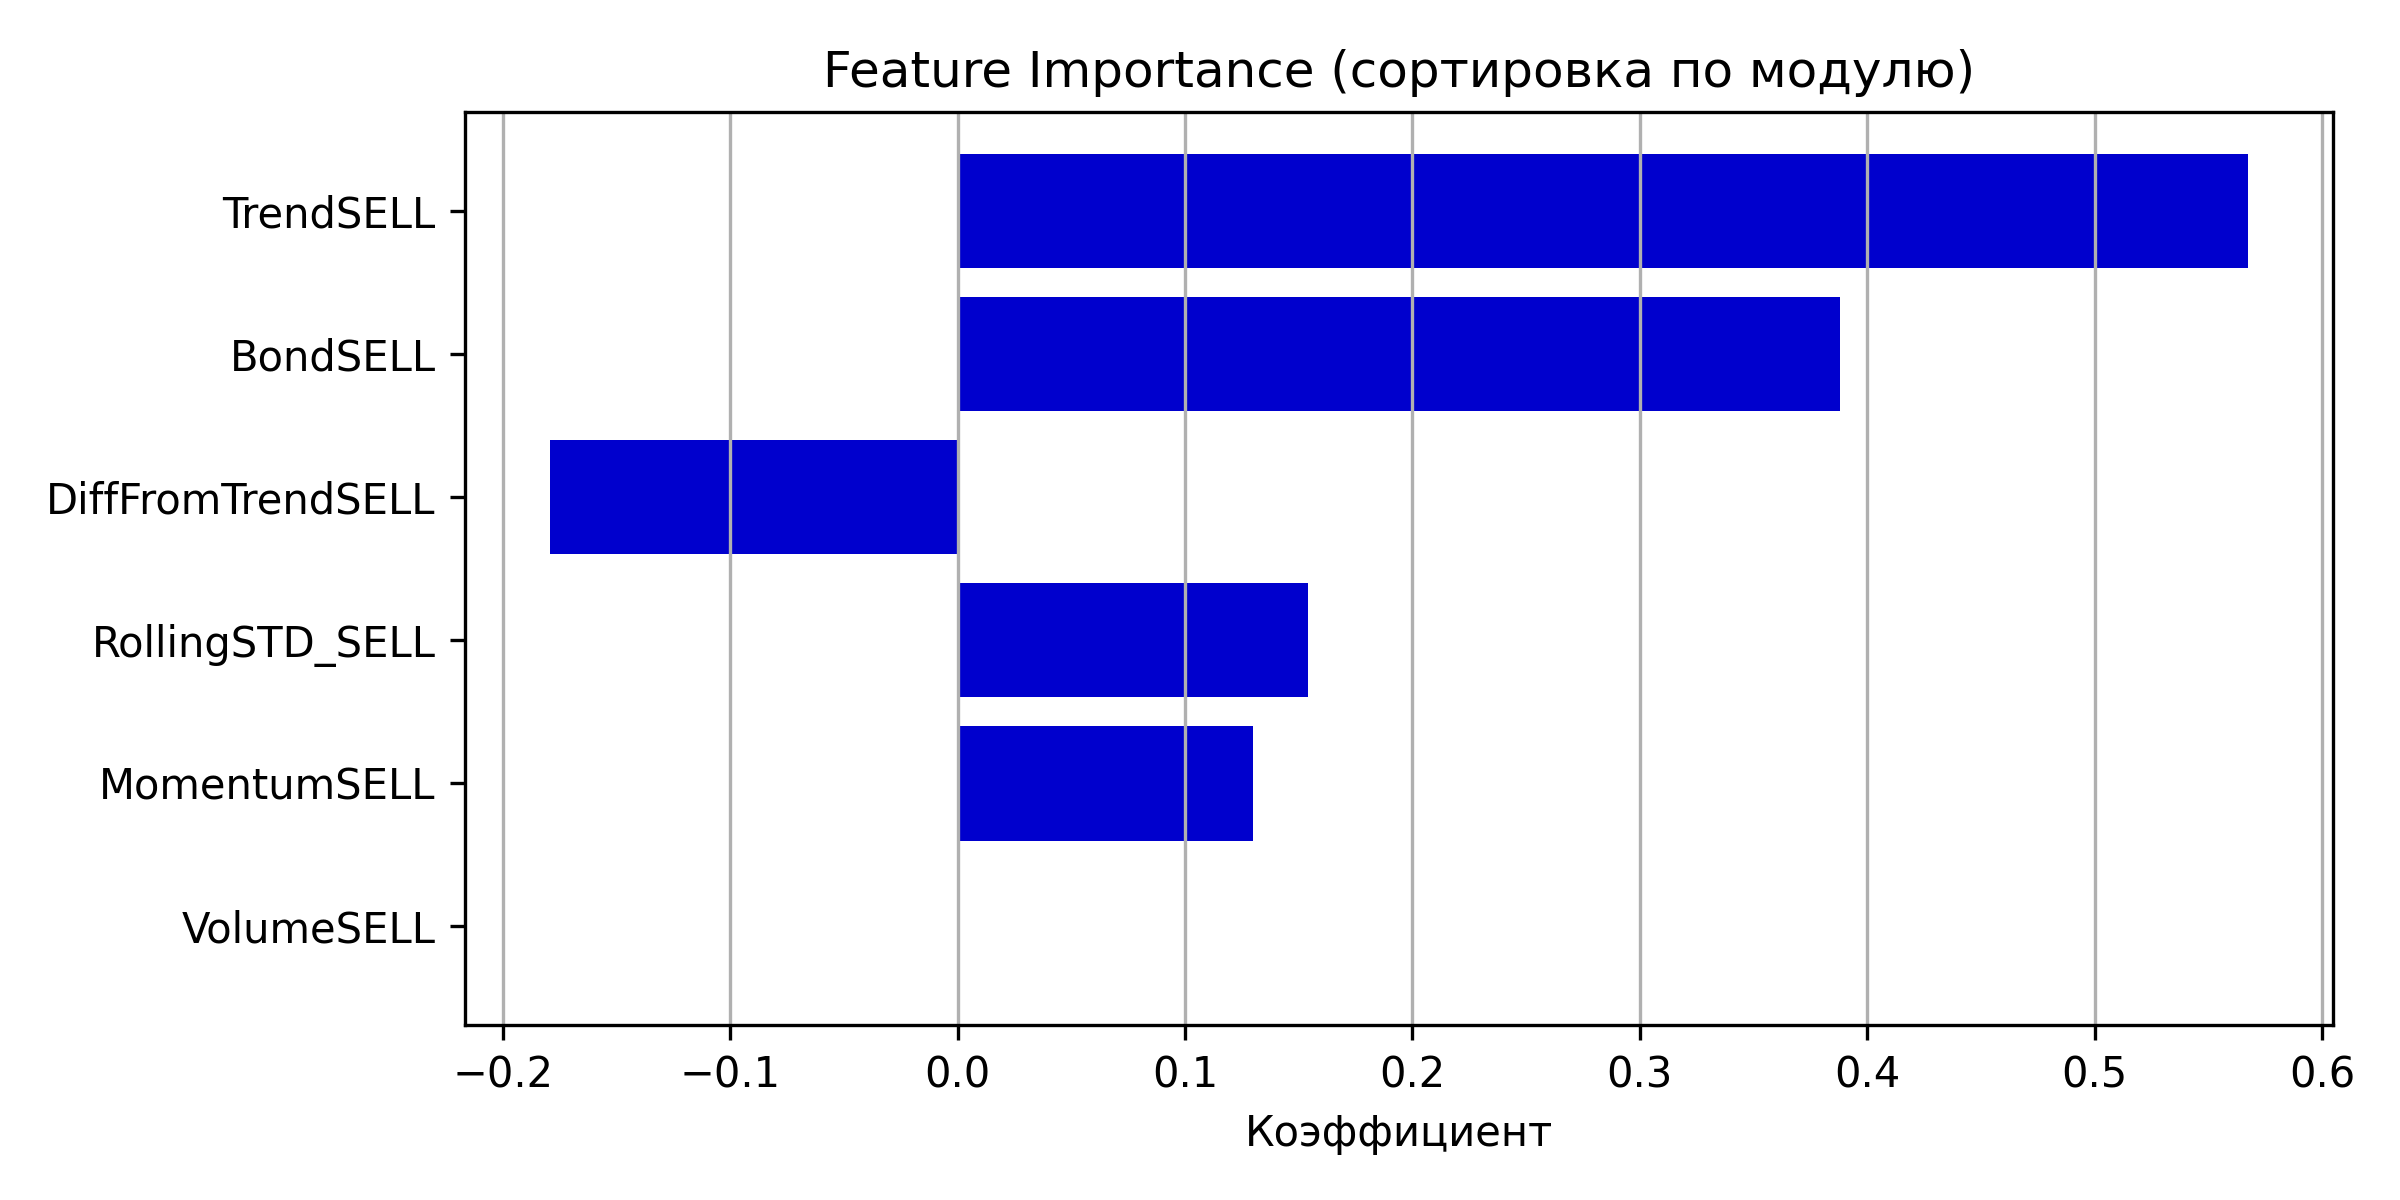 Feature Importance (сортировка по модулю)
TrendSELL
BondSELL
DiffFromTrendSELL
RollingSTD_SELL
MomentumSELL
VolumeSELL
−0.2 −0.1 0.0 0.1 0.2 0.3 0.4 0.5 0.6
Коэффициент